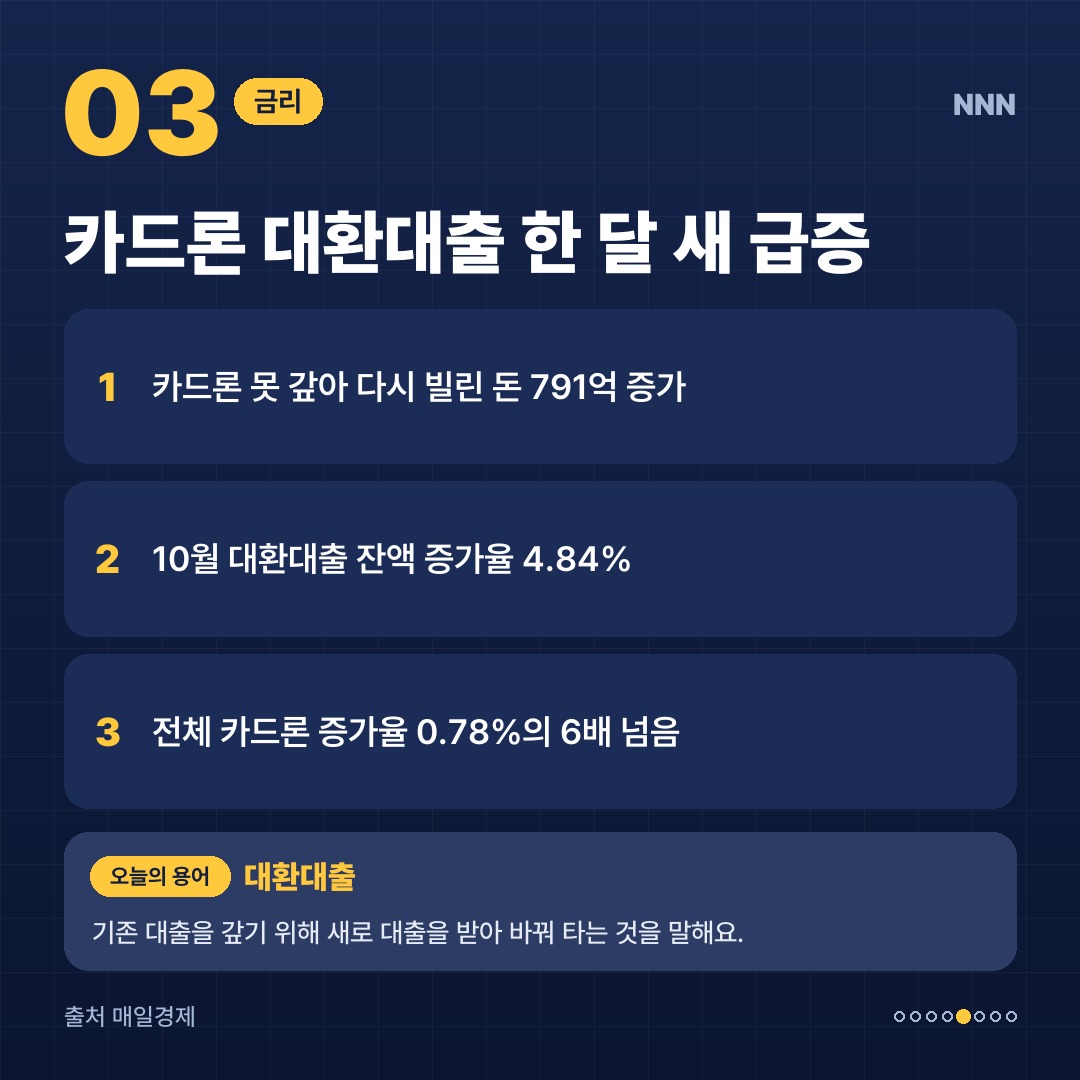 03 금리
NNN
카드론 대환대출 한 달 새 급증
1 카드론 못 갚아 다시 빌린 돈 791억 증가
2 10월 대환대출 잔액 증가율 4.84%
3 전체 카드론 증가율 0.78%의 6배 넘음
오늘의 용어 대환대출
기존 대출을 갚기 위해 새로 대출을 받아 바꿔 타는 것을 말해요.
출처 매일경제